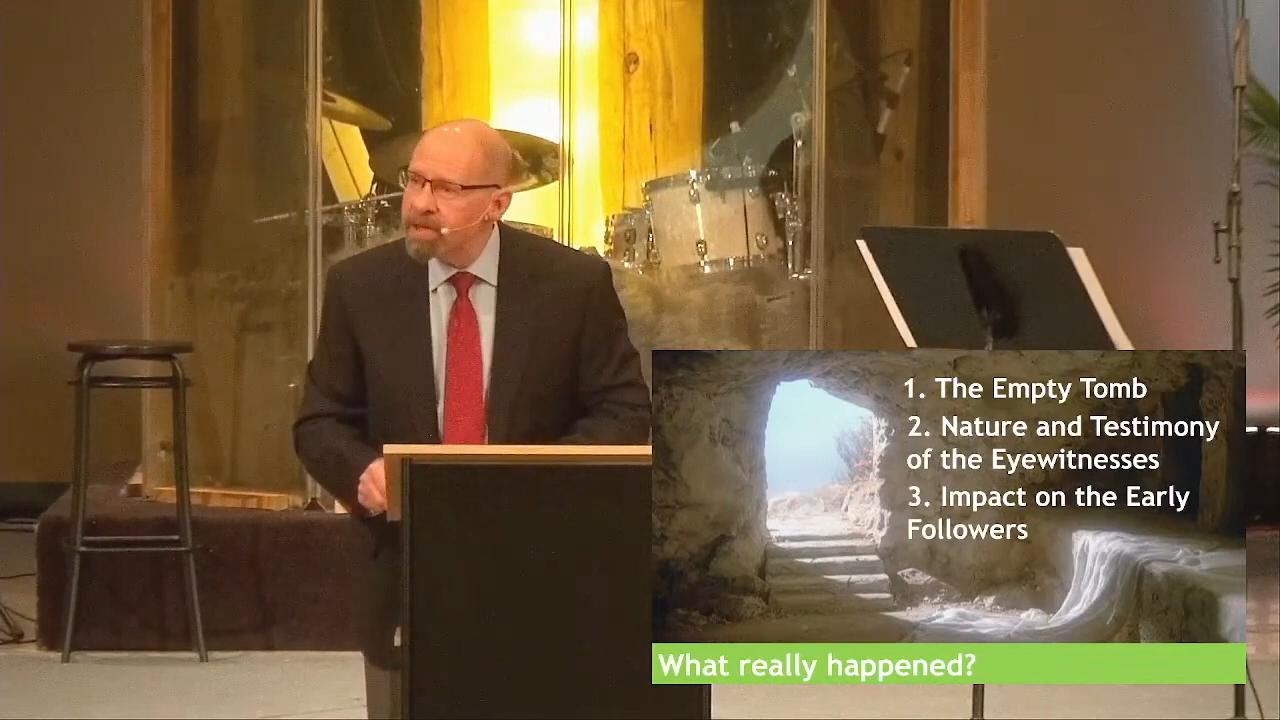 1. The Empty Tomb
2. Nature and Testimony
of the Eyewitnesses
3. Impact on the Early
Followers
What really happened?